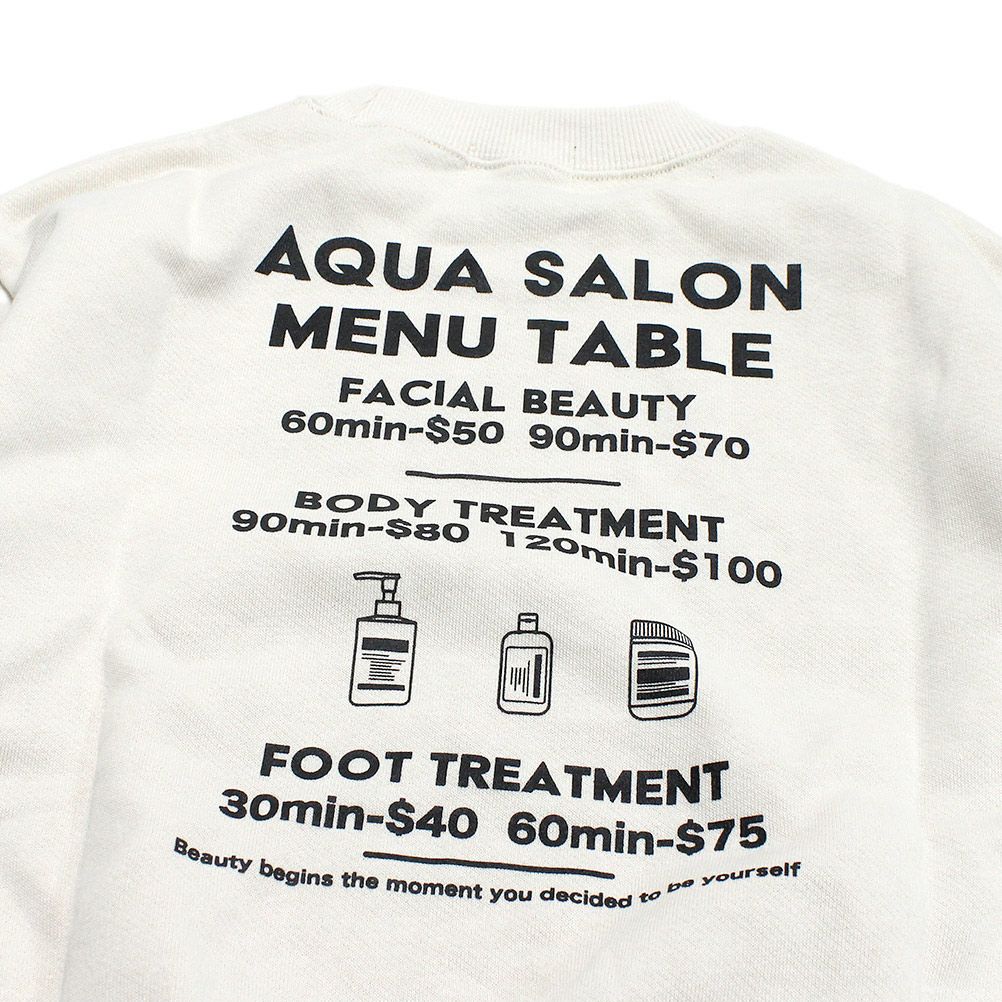 AQUA SALON
MENU TABLE
FACIAL BEAUTY
60min-$50 90min-$70
BODY TREATMENT
90min-$80 120min-$100
FOOT TREATMENT
30min-$40 60min-$75
Beauty begins the moment you decided to be yourself